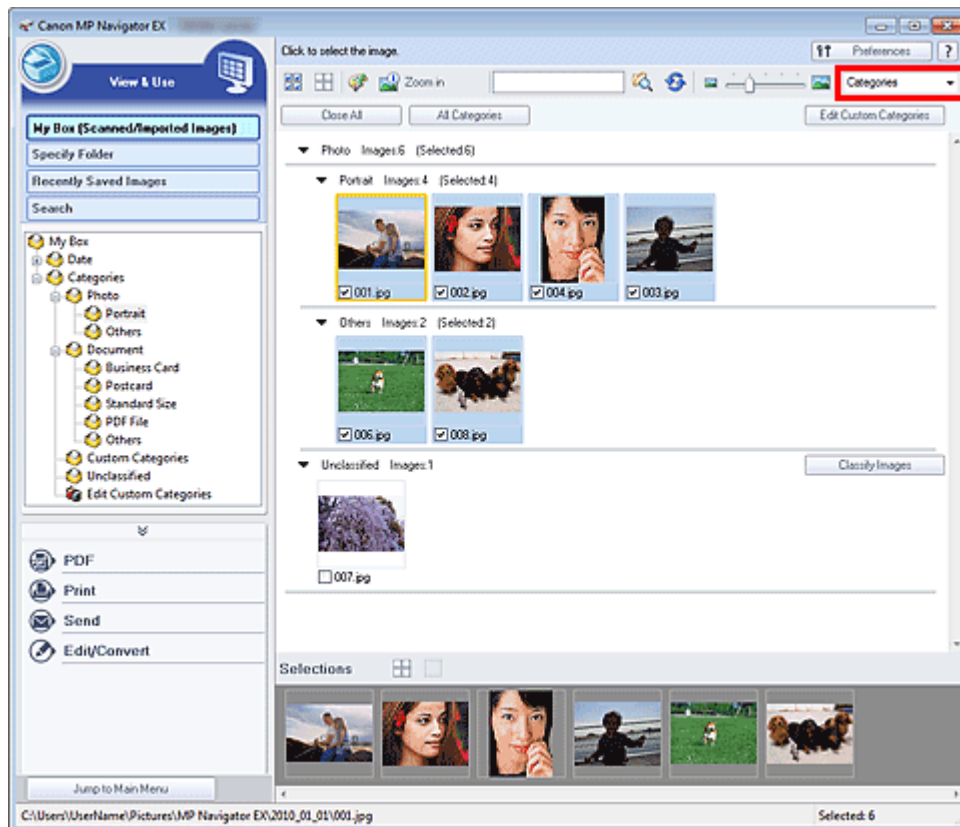 Canon MP Navigator EX
View & Use
My Box (Scanned/Imported Images)
Specify Folder
Recently Saved Images
Search
My Box
Date
Categories
Photo
Portrait
Others
Document
Business Card
Postcard
Standard Size
PDF File
Others
Custom Categories
Unclassified
Edit Custom Categories
PDF
Print
Send
Edit/Convert
Jump to Main Menu
Click to select the image.
Preferences ?
Zoom in
Categories
Close All
All Categories
Edit Custom Categories
Photo Images:6 (Selected:6)
Portrait Images:4 (Selected:4)
001.jpg 002.jpg 004.jpg 003.jpg
Others Images:2 (Selected:2)
006.jpg 008.jpg
Unclassified Images:1
Classify Images
007.jpg
Selections
C:\Users\UserName\Pictures\MP Navigator EX\2010_01_01\001.jpg
Selected: 6